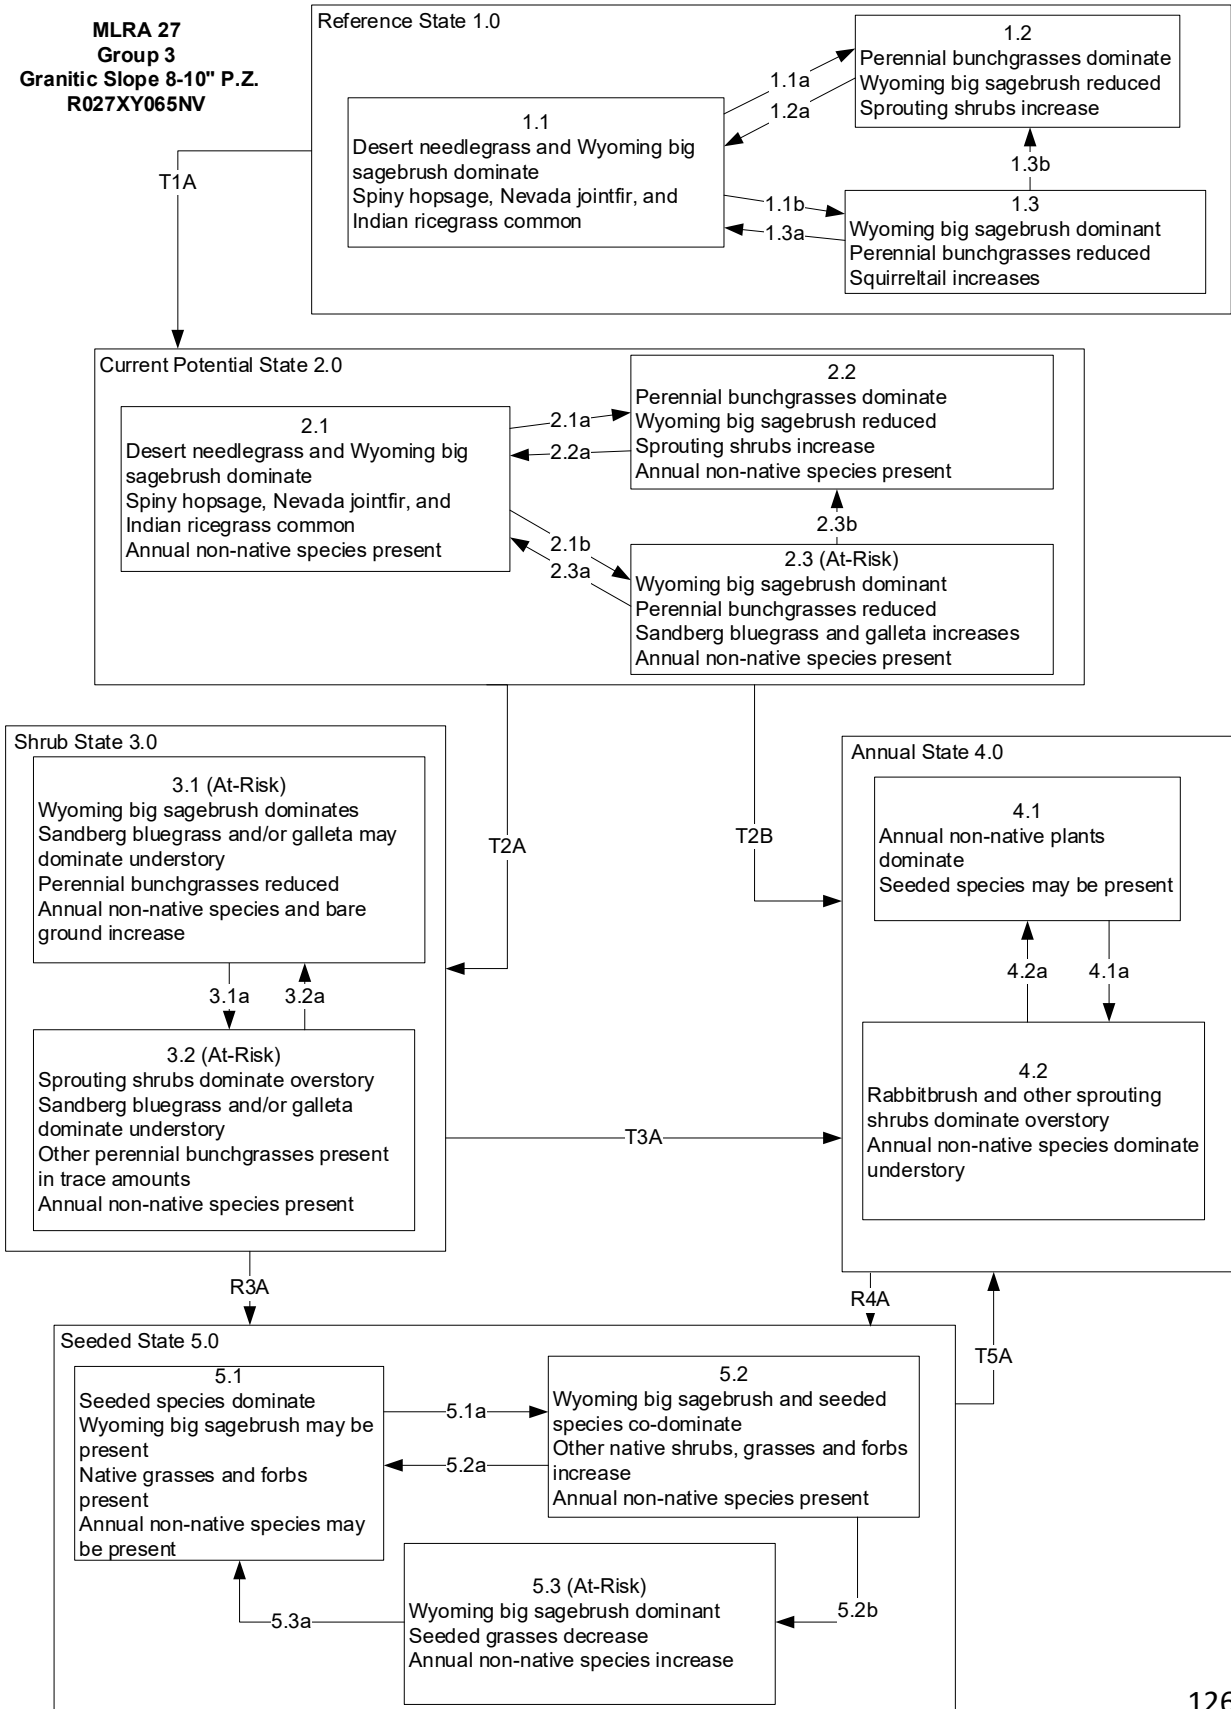 MLRA 27
Group 3
Granitic Slope 8-10" P.Z.
R027XY065NV
Reference State 1.0
1.1
Desert needlegrass and Wyoming big
sagebrush dominate
Spiny hopsage, Nevada jointfir, and
Indian ricegrass common
1.1a
1.2a
1.2
Perennial bunchgrasses dominate
Wyoming big sagebrush reduced
Sprouting shrubs increase
1.3b
1.1b
1.3a
1.3
Wyoming big sagebrush dominant
Perennial bunchgrasses reduced
Squirreltail increases
T1A
Current Potential State 2.0
2.1
Desert needlegrass and Wyoming big
sagebrush dominate
Spiny hopsage, Nevada jointfir, and
Indian ricegrass common
Annual non-native species present
2.1a
2.2a
2.2
Perennial bunchgrasses dominate
Wyoming big sagebrush reduced
Sprouting shrubs increase
Annual non-native species present
2.3b
2.1b
2.3a
2.3 (At-Risk)
Wyoming big sagebrush dominant
Perennial bunchgrasses reduced
Sandberg bluegrass and galleta increases
Annual non-native species present
T2A
T2B
Shrub State 3.0
3.1 (At-Risk)
Wyoming big sagebrush dominates
Sandberg bluegrass and/or galleta may
dominate understory
Perennial bunchgrasses reduced
Annual non-native species and bare
ground increase
3.1a
3.2a
3.2 (At-Risk)
Sprouting shrubs dominate overstory
Sandberg bluegrass and/or galleta
dominate understory
Other perennial bunchgrasses present
in trace amounts
Annual non-native species present
T3A
Annual State 4.0
4.1
Annual non-native plants
dominate
Seeded species may be present
4.2a
4.1a
4.2
Rabbitbrush and other sprouting
shrubs dominate overstory
Annual non-native species dominate
understory
R3A
R4A
T5A
Seeded State 5.0
5.1
Seeded species dominate
Wyoming big sagebrush may be
present
Native grasses and forbs
present
Annual non-native species may
be present
5.1a
5.2a
5.2
Wyoming big sagebrush and seeded
species co-dominate
Other native shrubs, grasses and forbs
increase
Annual non-native species present
5.3a
5.3 (At-Risk)
Wyoming big sagebrush dominant
Seeded grasses decrease
Annual non-native species increase
5.2b
126